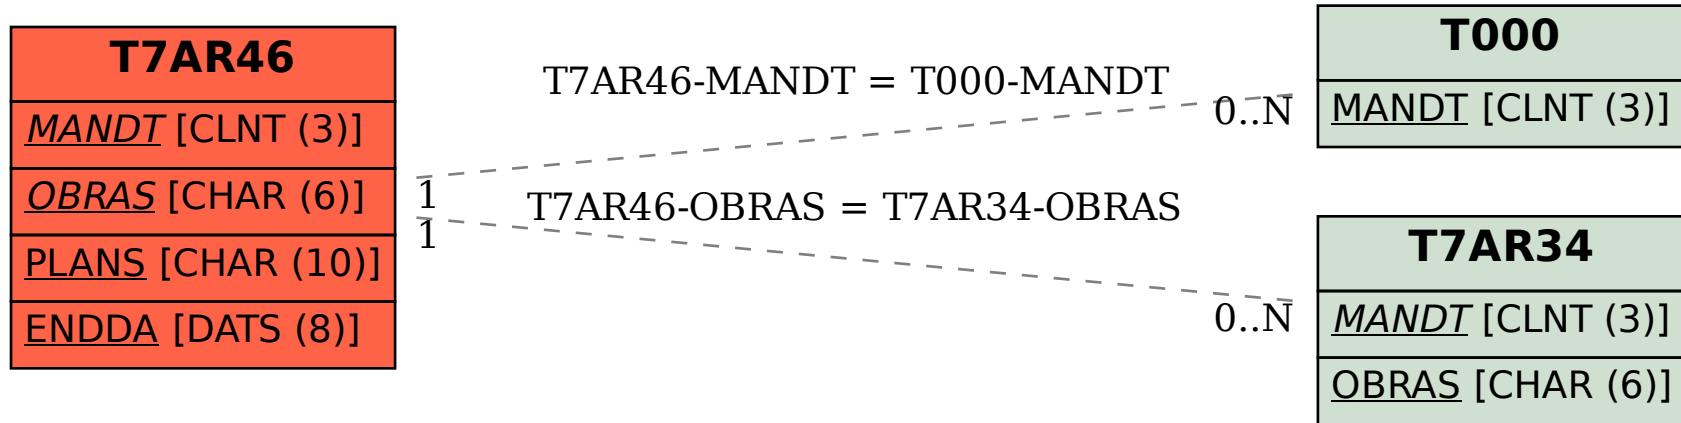 T7AR46
MANDT [CLNT (3)]
OBRAS [CHAR (6)]
PLANS [CHAR (10)]
ENDDA [DATS (8)]
T7AR46-MANDT = T000-MANDT
0..N
1
T7AR46-OBRAS = T7AR34-OBRAS
1
0..N
T000
MANDT [CLNT (3)]
T7AR34
MANDT [CLNT (3)]
OBRAS [CHAR (6)]